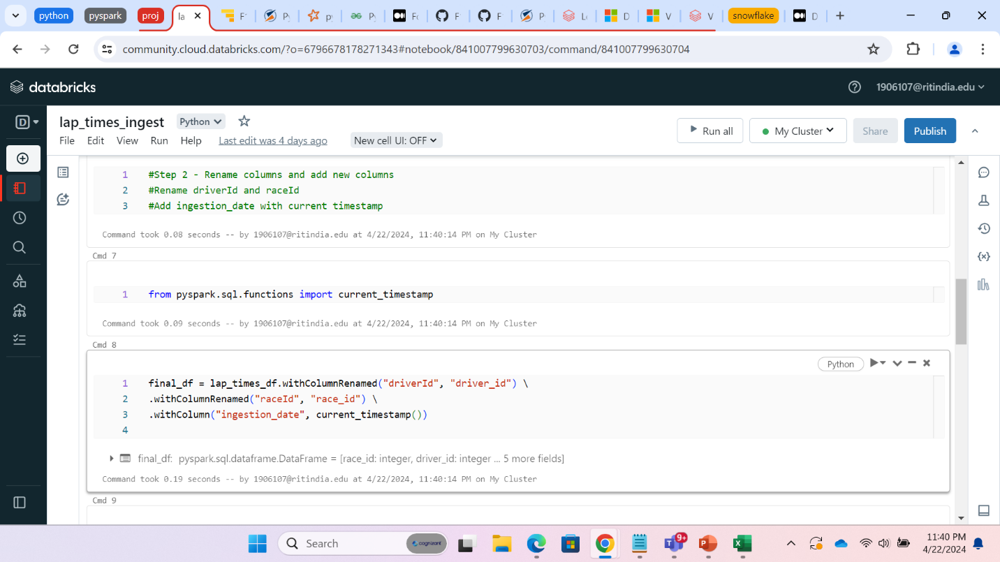 python
pyspark
proj
la
F1
Py
py
Py
Fo
F
F
P
Lo
D
V
V
snowflake
D
community.cloud.databricks.com/?o=6796678178271343#notebook/841007799630703/command/841007799630704
databricks
1906107@ritindia.edu
D
lap_times_ingest
Python
Run all
My Cluster
Share
Publish
File
Edit
View
Run
Help
Last edit was 4 days ago
New cell UI: OFF
1 #Step 2 - Rename columns and add new columns
2 #Rename driverId and raceId
3 #Add ingestion_date with current timestamp
Command took 0.08 seconds -- by 1906107@ritindia.edu at 4/22/2024, 11:40:14 PM on My Cluster
Cmd 7
1 from pyspark.sql.functions import current_timestamp
Command took 0.09 seconds -- by 1906107@ritindia.edu at 4/22/2024, 11:40:14 PM on My Cluster
Cmd 8
Python
1 final_df = lap_times_df.withColumnRenamed("driverId", "driver_id") \
2 .withColumnRenamed("raceId", "race_id") \
3 .withColumn("ingestion_date", current_timestamp())
4
final_df: pyspark.sql.dataframe.DataFrame = [race_id: integer, driver_id: integer ... 5 more fields]
Command took 0.19 seconds -- by 1906107@ritindia.edu at 4/22/2024, 11:40:14 PM on My Cluster
Cmd 9
Search
cognizant
9+
11:40 PM
4/22/2024